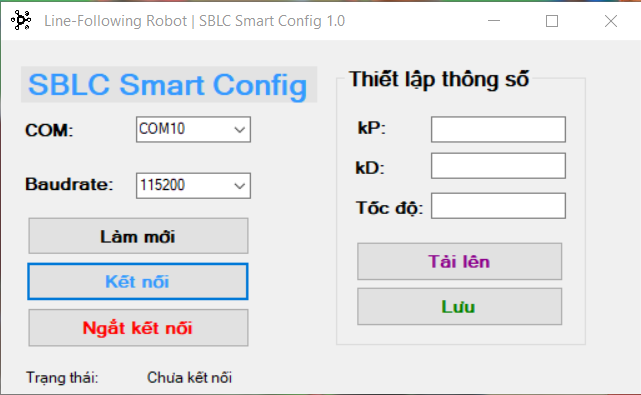 Line-Following Robot | SBLC Smart Config 1.0
SBLC Smart Config
COM:
COM10
Baudrate:
115200
Làm mới
Kết nối
Ngắt kết nối
Trạng thái:
Chưa kết nối
Thiết lập thông số
kP:
kD:
Tốc độ:
Tải lên
Lưu